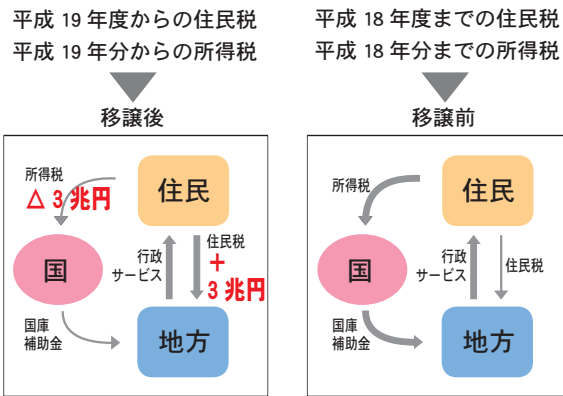 平成 19 年度からの住民税
平成 19 年分からの所得税
移譲後
所得税
△ 3 兆円
住民
国
行政
サービス
住民税
＋
3 兆円
国庫
補助金
地方
平成 18 年度までの住民税
平成 18 年分までの所得税
移譲前
所得税
住民
国
行政
サービス
住民税
国庫
補助金
地方